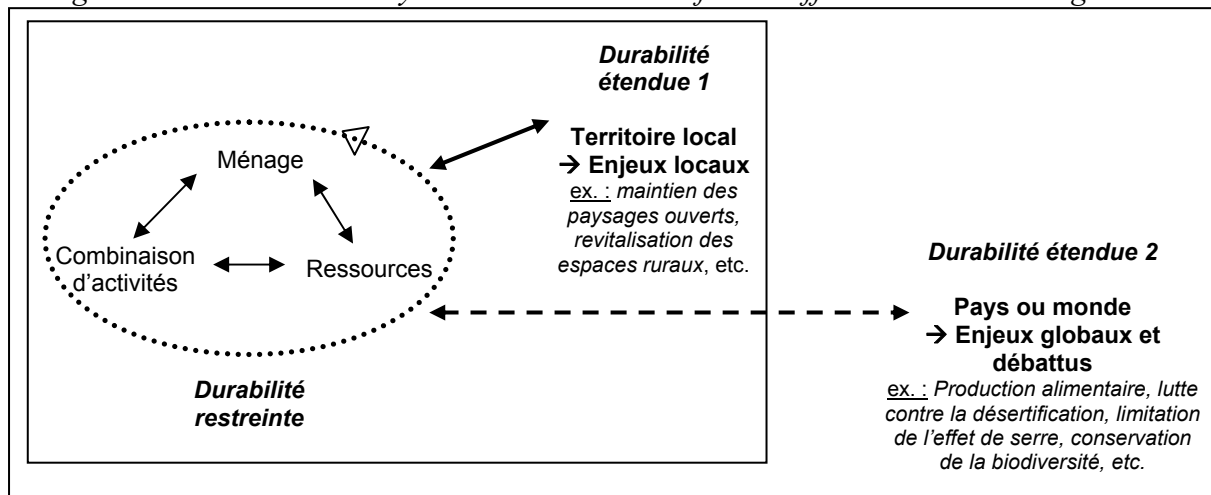 Durabilité
étendue 1
Territoire local
→ Enjeux locaux
ex. : maintien des
paysages ouverts,
revitalisation des
espaces ruraux, etc.
Ménage
Combinaison
d’activités
Ressources
Durabilité
restreinte
Durabilité étendue 2
Pays ou monde
→ Enjeux globaux et
débattus
ex. : Production alimentaire, lutte
contre la désertification, limitation
de l’effet de serre, conservation
de la biodiversité, etc.